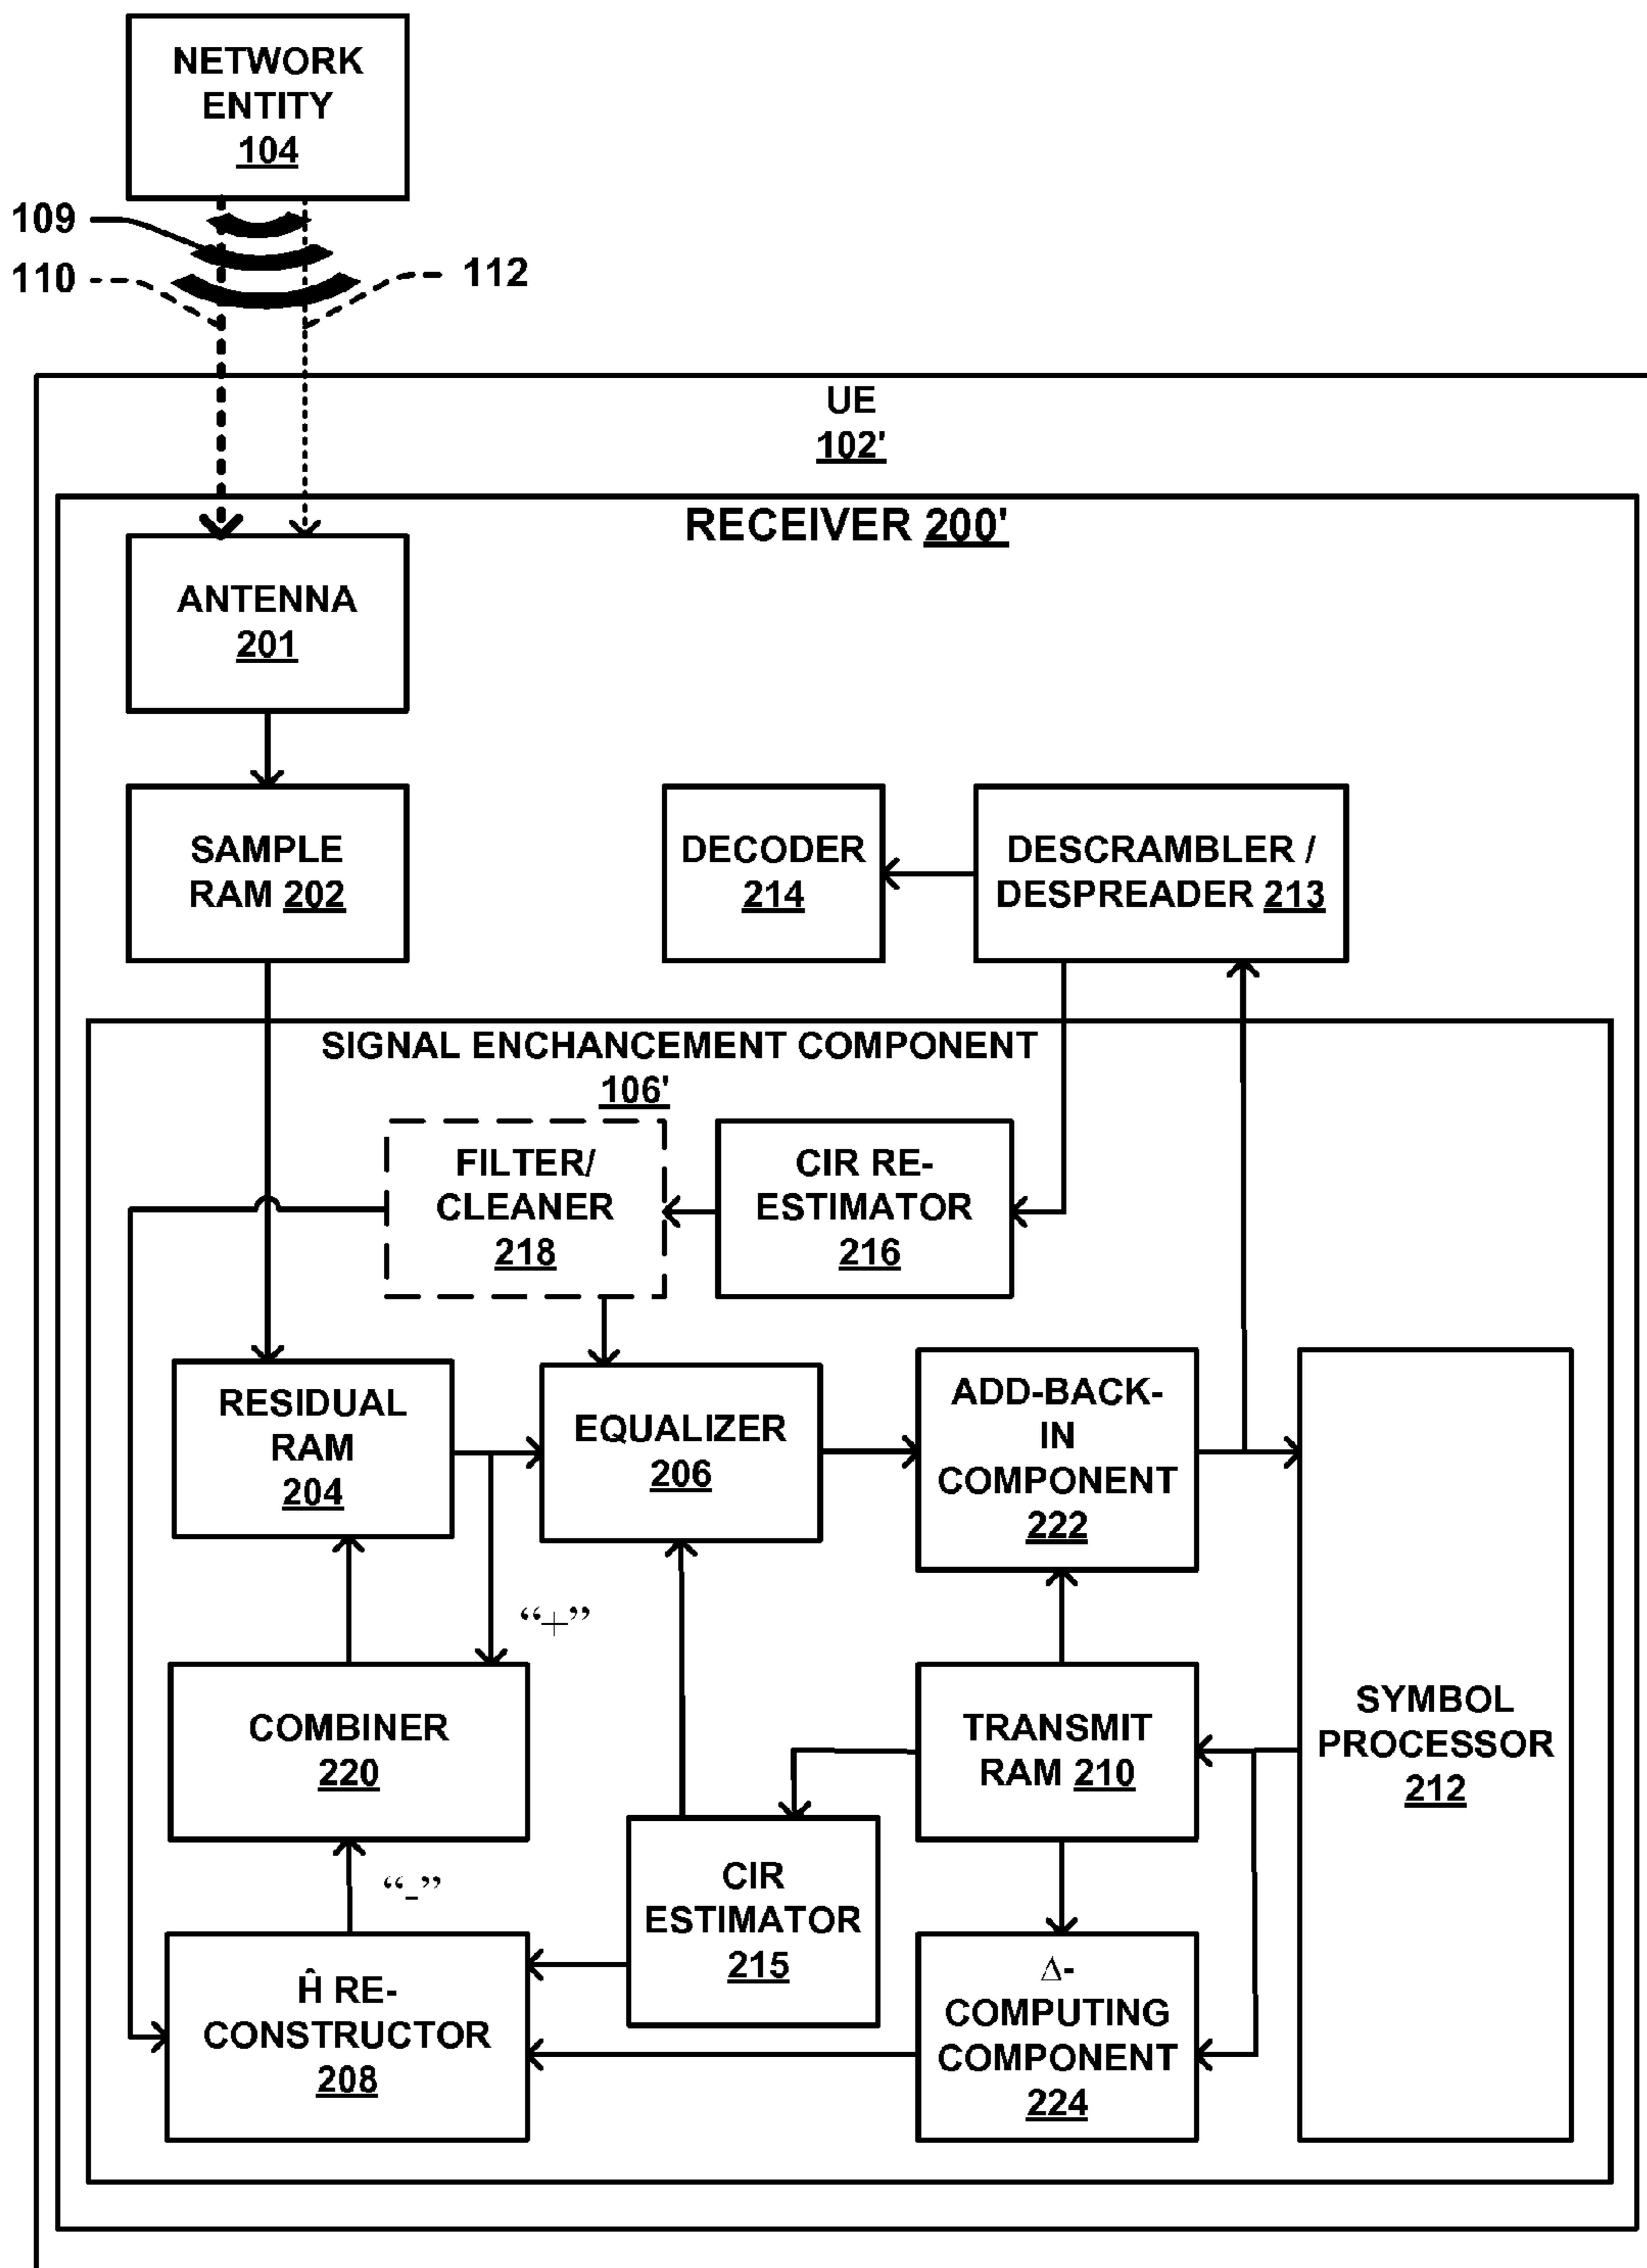 NETWORK
ENTITY
104
109
110
112
UE
102'
RECEIVER 200'
ANTENNA
201
SAMPLE
RAM 202
DECODER
214
DESCRAMBLER /
DESPREADER 213
SIGNAL ENCHANCEMENT COMPONENT
106'
FILTER/
CLEANER
218
CIR RE-
ESTIMATOR
216
RESIDUAL
RAM
204
EQUALIZER
206
ADD-BACK-
IN
COMPONENT
222
“+”
COMBINER
220
TRANSMIT
RAM 210
SYMBOL
PROCESSOR
212
“-”
CIR
ESTIMATOR
215
Ĥ RE-
CONSTRUCTOR
208
Δ-
COMPUTING
COMPONENT
224